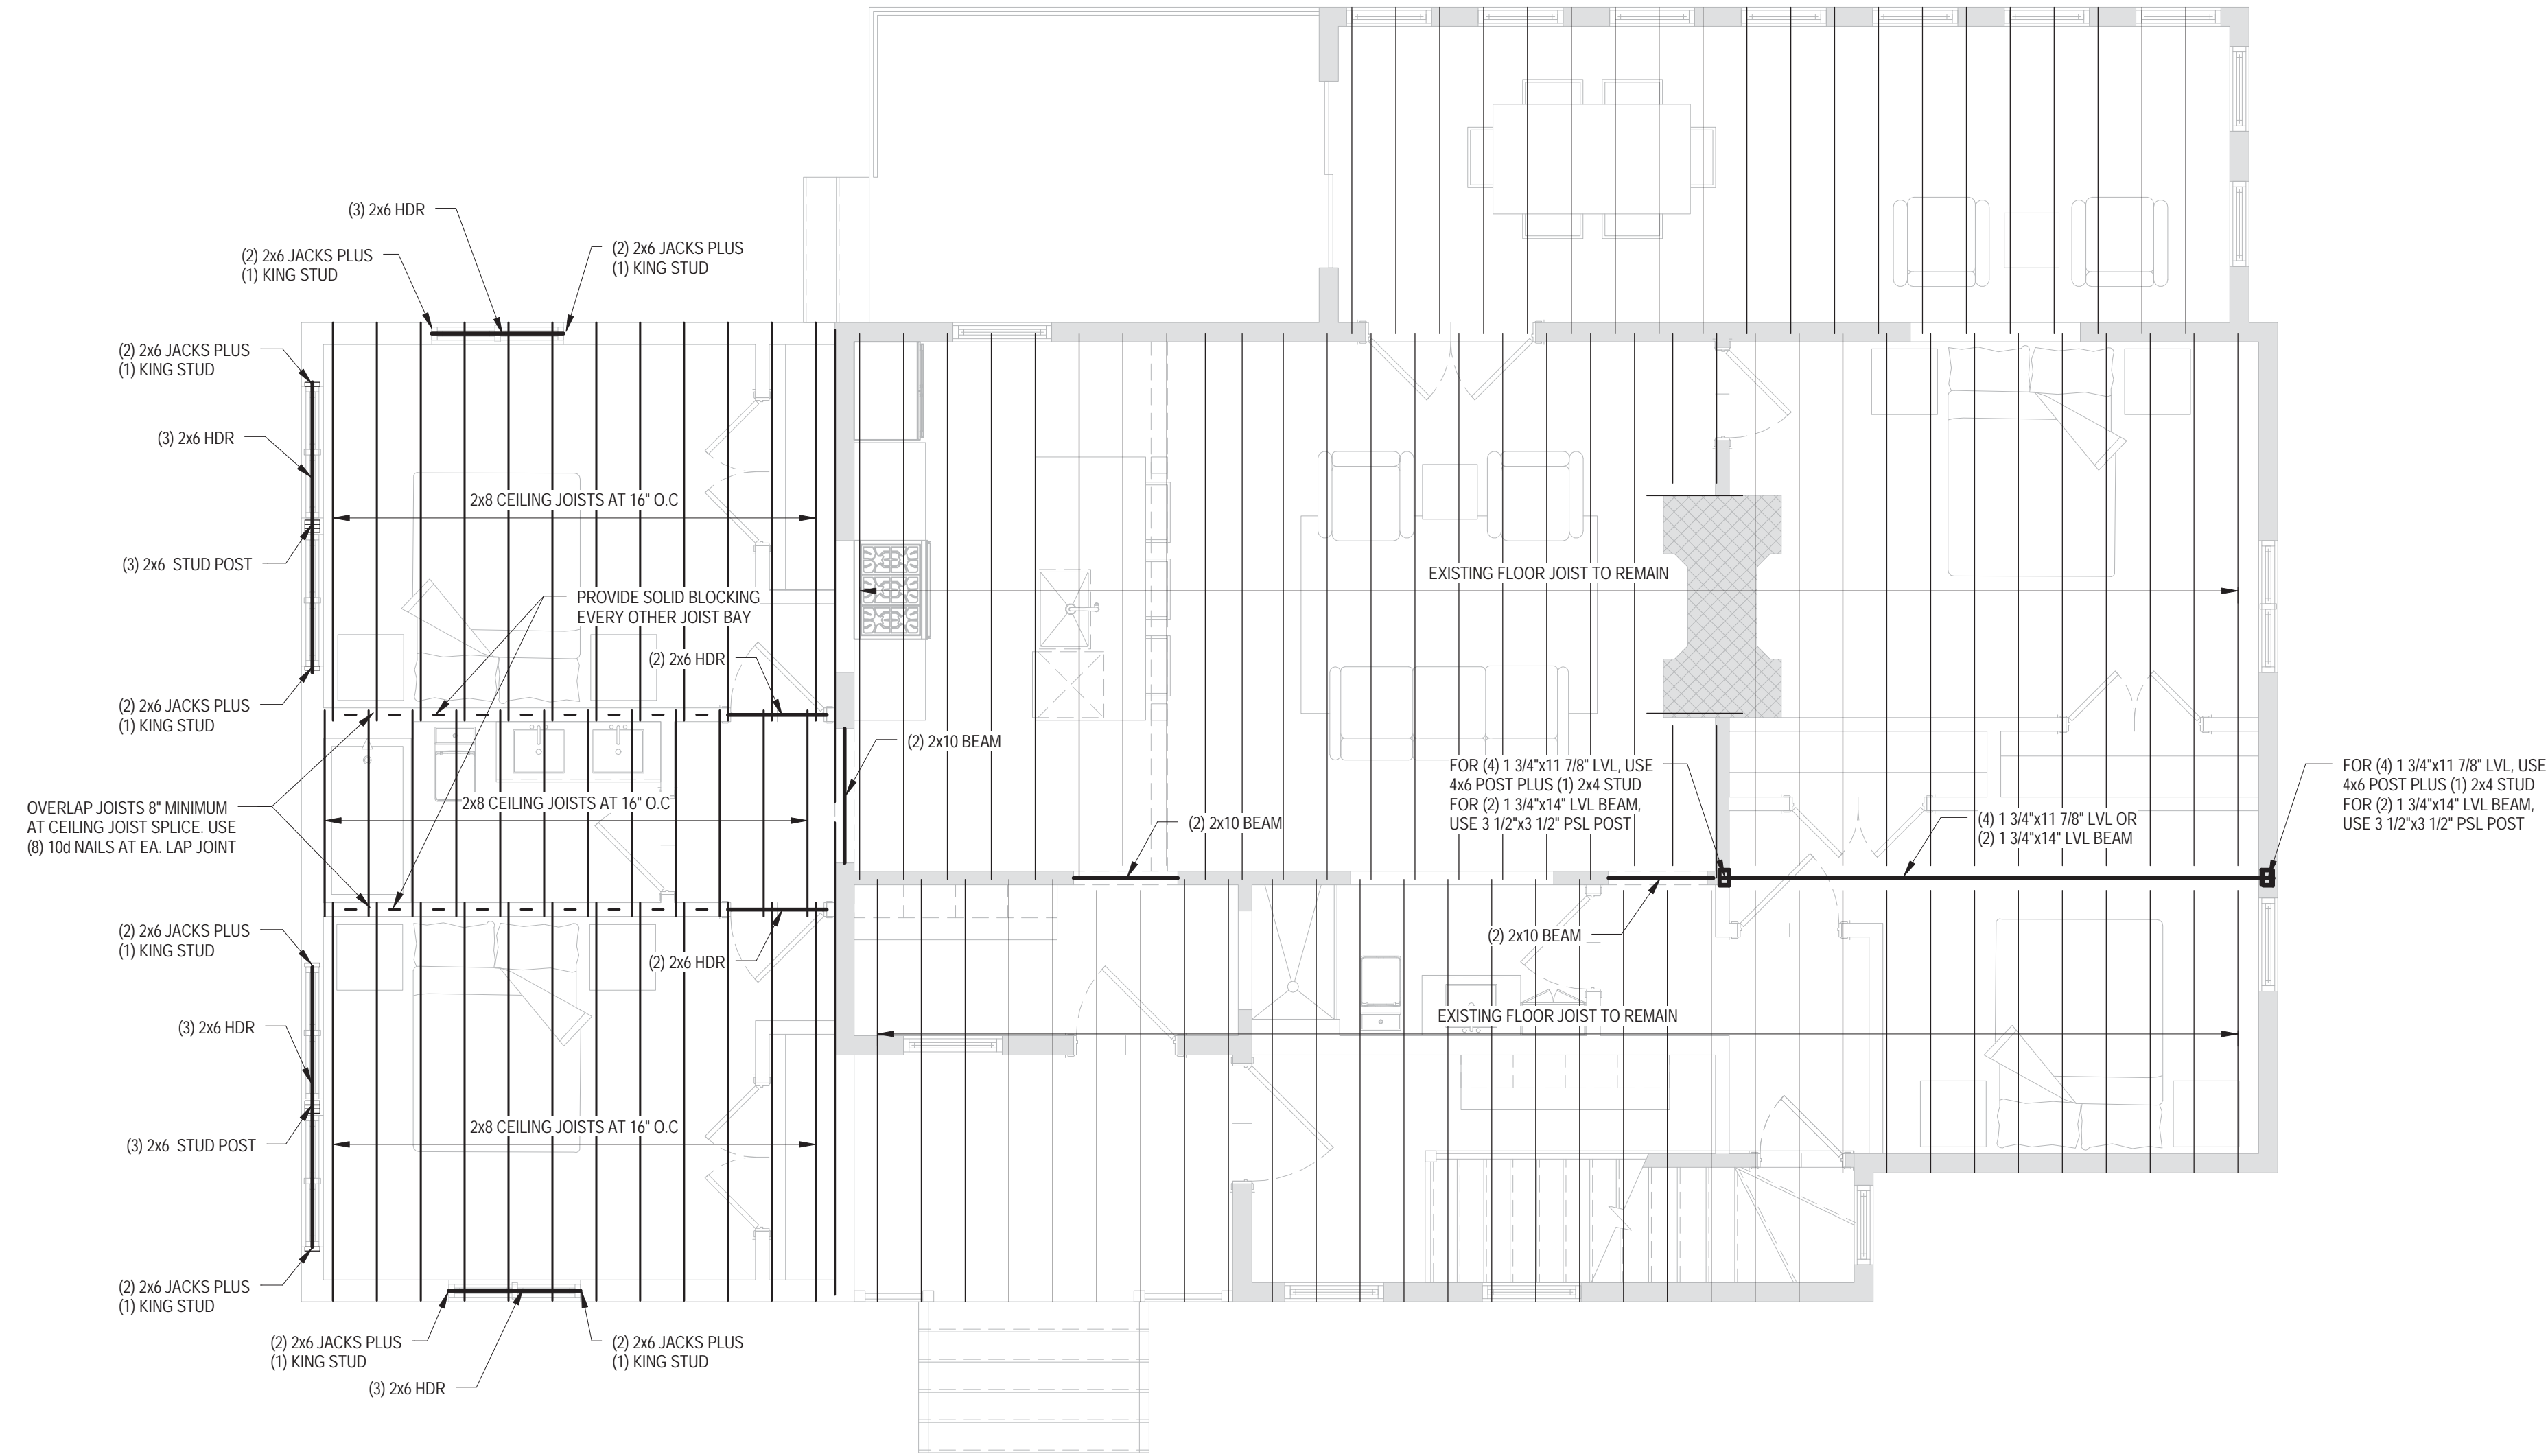 (3) 2x6 HDR
(2) 2x6 JACKS PLUS
(1) KING STUD
(2) 2x6 JACKS PLUS
(1) KING STUD
(2) 2x6 JACKS PLUS
(1) KING STUD
(3) 2x6 HDR
2x8 CEILING JOISTS AT 16" O.C
(3) 2x6 STUD POST
EXISTING FLOOR JOIST TO REMAIN
PROVIDE SOLID BLOCKING
EVERY OTHER JOIST BAY
(2) 2x6 HDR
(2) 2x6 JACKS PLUS
(1) KING STUD
(2) 2x10 BEAM
FOR (4) 1 3/4"x11 7/8" LVL, USE
4x6 POST PLUS (1) 2x4 STUD
FOR (2) 1 3/4"x14" LVL BEAM,
USE 3 1/2"x3 1/2" PSL POST
FOR (4) 1 3/4"x11 7/8" LVL, USE
4x6 POST PLUS (1) 2x4 STUD
FOR (2) 1 3/4"x14" LVL BEAM,
USE 3 1/2"x3 1/2" PSL POST
OVERLAP JOISTS 8" MINIMUM
AT CEILING JOIST SPLICE. USE
(8) 10d NAILS AT EA. LAP JOINT
2x8 CEILING JOISTS AT 16" O.C
(2) 2x10 BEAM
(4) 1 3/4"x11 7/8" LVL OR
(2) 1 3/4"x14" LVL BEAM
(2) 2x6 JACKS PLUS
(1) KING STUD
(2) 2x10 BEAM
(2) 2x6 HDR
(3) 2x6 HDR
EXISTING FLOOR JOIST TO REMAIN
2x8 CEILING JOISTS AT 16" O.C
(3) 2x6 STUD POST
(2) 2x6 JACKS PLUS
(1) KING STUD
(2) 2x6 JACKS PLUS
(1) KING STUD
(2) 2x6 JACKS PLUS
(1) KING STUD
(3) 2x6 HDR